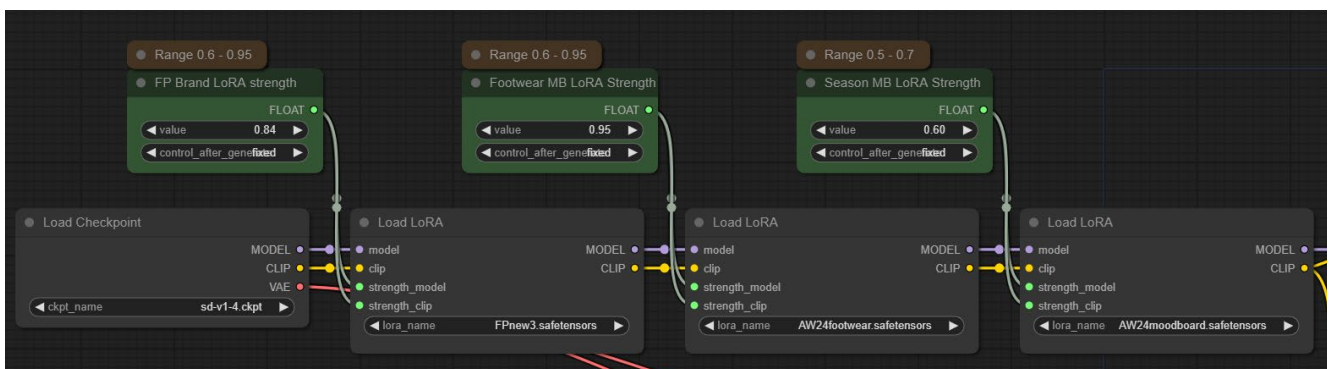 Range 0.6 - 0.95
FP Brand LoRA strength
FLOAT
value 0.84
control_after_gene fixed
Range 0.6 - 0.95
Footwear MB LoRA Strength
FLOAT
value 0.95
control_after_gene fixed
Range 0.5 - 0.7
Season MB LoRA Strength
FLOAT
value 0.60
control_after_gene fixed
Load Checkpoint
MODEL
CLIP
VAE
ckpt_name sd-v1-4.ckpt
Load LoRA
model MODEL
clip CLIP
strength_model
strength_clip
lora_name FPnew3.safetensors
Load LoRA
model MODEL
clip CLIP
strength_model
strength_clip
lora_name AW24footwear.safetensors
Load LoRA
model MODEL
clip CLIP
strength_model
strength_clip
lora_name AW24moodboard.safetensors